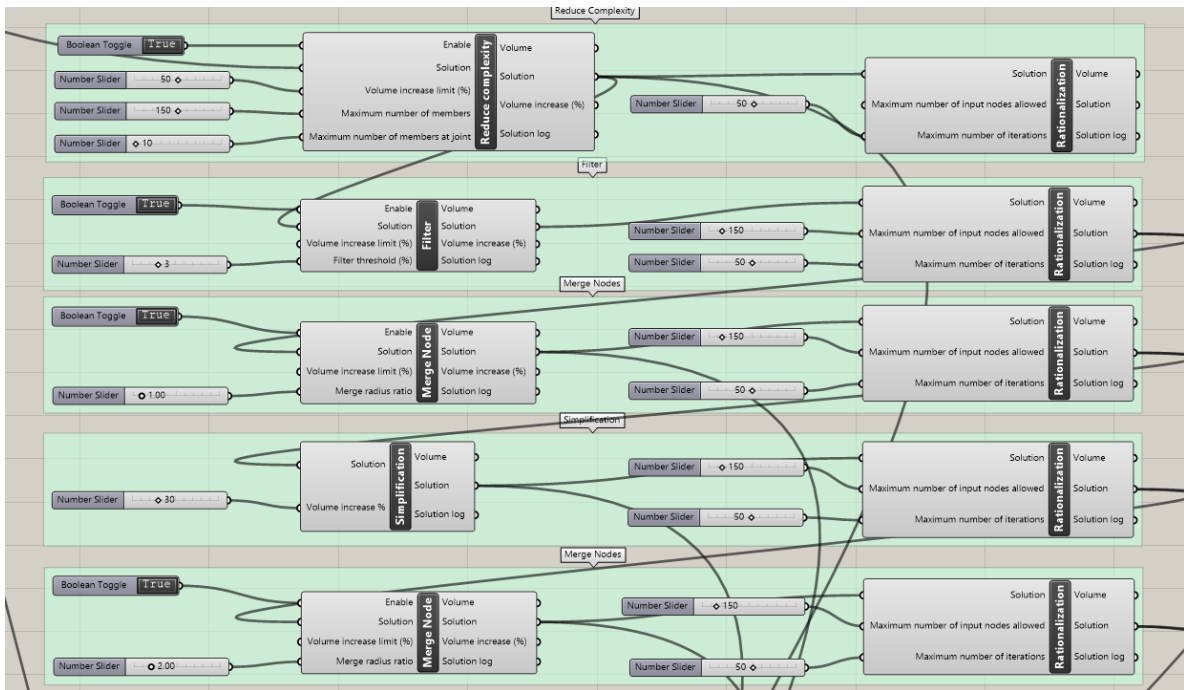 Reduce Complexity
Boolean Toggle True
Number Slider 50
Number Slider 150
Number Slider 10
Enable
Solution
Volume increase limit (%)
Maximum number of members
Maximum number of members at joint
Reduce complexity
Volume
Solution
Volume increase (%)
Solution log
Number Slider 50
Solution
Maximum number of input nodes allowed
Maximum number of iterations
Rationalization
Volume
Solution
Solution log
Filter
Boolean Toggle True
Number Slider 3
Enable
Solution
Volume increase limit (%)
Filter threshold (%)
Filter
Volume
Solution
Volume increase (%)
Solution log
Number Slider 150
Number Slider 50
Solution
Maximum number of input nodes allowed
Maximum number of iterations
Rationalization
Volume
Solution
Solution log
Merge Nodes
Boolean Toggle True
Number Slider 1.00
Enable
Solution
Volume increase limit (%)
Merge radius ratio
Merge Node
Volume
Solution
Volume increase (%)
Solution log
Number Slider 150
Number Slider 50
Solution
Maximum number of input nodes allowed
Maximum number of iterations
Rationalization
Volume
Solution
Solution log
Simplification
Number Slider 30
Solution
Volume increase %
Simplification
Volume
Solution
Solution log
Number Slider 150
Number Slider 50
Solution
Maximum number of input nodes allowed
Maximum number of iterations
Rationalization
Volume
Solution
Solution log
Merge Nodes
Boolean Toggle True
Number Slider 2.00
Enable
Solution
Volume increase limit (%)
Merge radius ratio
Merge Node
Volume
Solution
Volume increase (%)
Solution log
Number Slider 150
Number Slider 50
Solution
Maximum number of input nodes allowed
Maximum number of iterations
Rationalization
Volume
Solution
Solution log